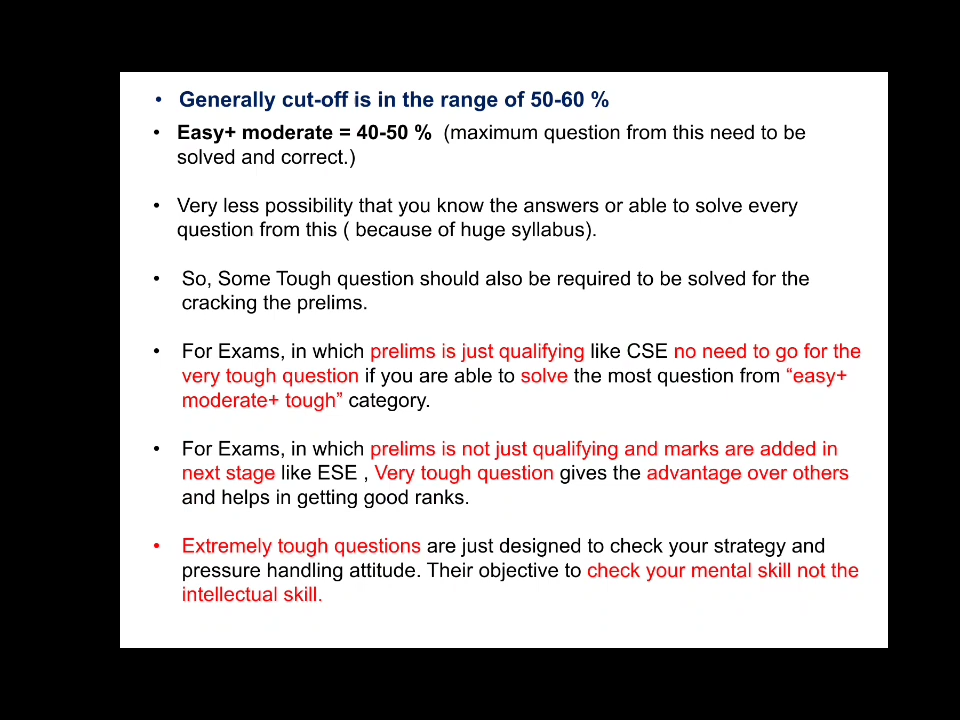 • Generally cut-off is in the range of 50-60 %
• Easy+ moderate = 40-50 % (maximum question from this need to be
solved and correct.)
• Very less possibility that you know the answers or able to solve every
question from this ( because of huge syllabus).
• So, Some Tough question should also be required to be solved for the
cracking the prelims.
• For Exams, in which prelims is just qualifying like CSE no need to go for the
very tough question if you are able to solve the most question from “easy+
moderate+ tough” category.
• For Exams, in which prelims is not just qualifying and marks are added in
next stage like ESE , Very tough question gives the advantage over others
and helps in getting good ranks.
• Extremely tough questions are just designed to check your strategy and
pressure handling attitude. Their objective to check your mental skill not the
intellectual skill.